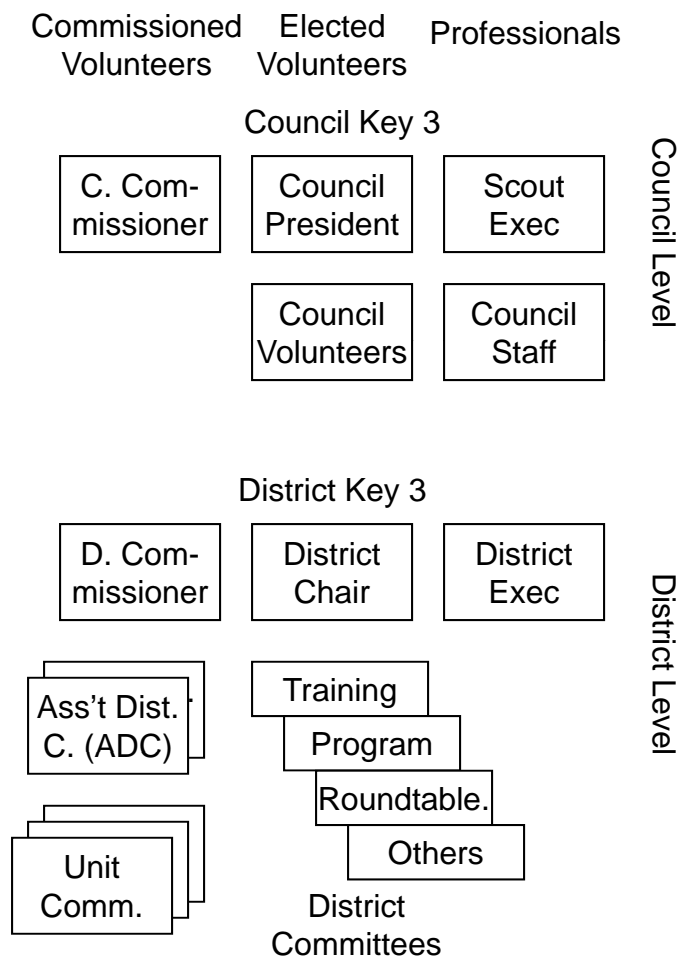 Commissioned
Volunteers
Elected
Volunteers
Professionals
Council Key 3
C. Com-
missioner
Council
President
Scout
Exec
Council
Volunteers
Council
Staff
Council Level
District Key 3
D. Com-
missioner
District
Chair
District
Exec
Ass't Dist.
C. (ADC)
Training
Program
Roundtable.
Others
Unit
Comm.
District
Committees
District Level